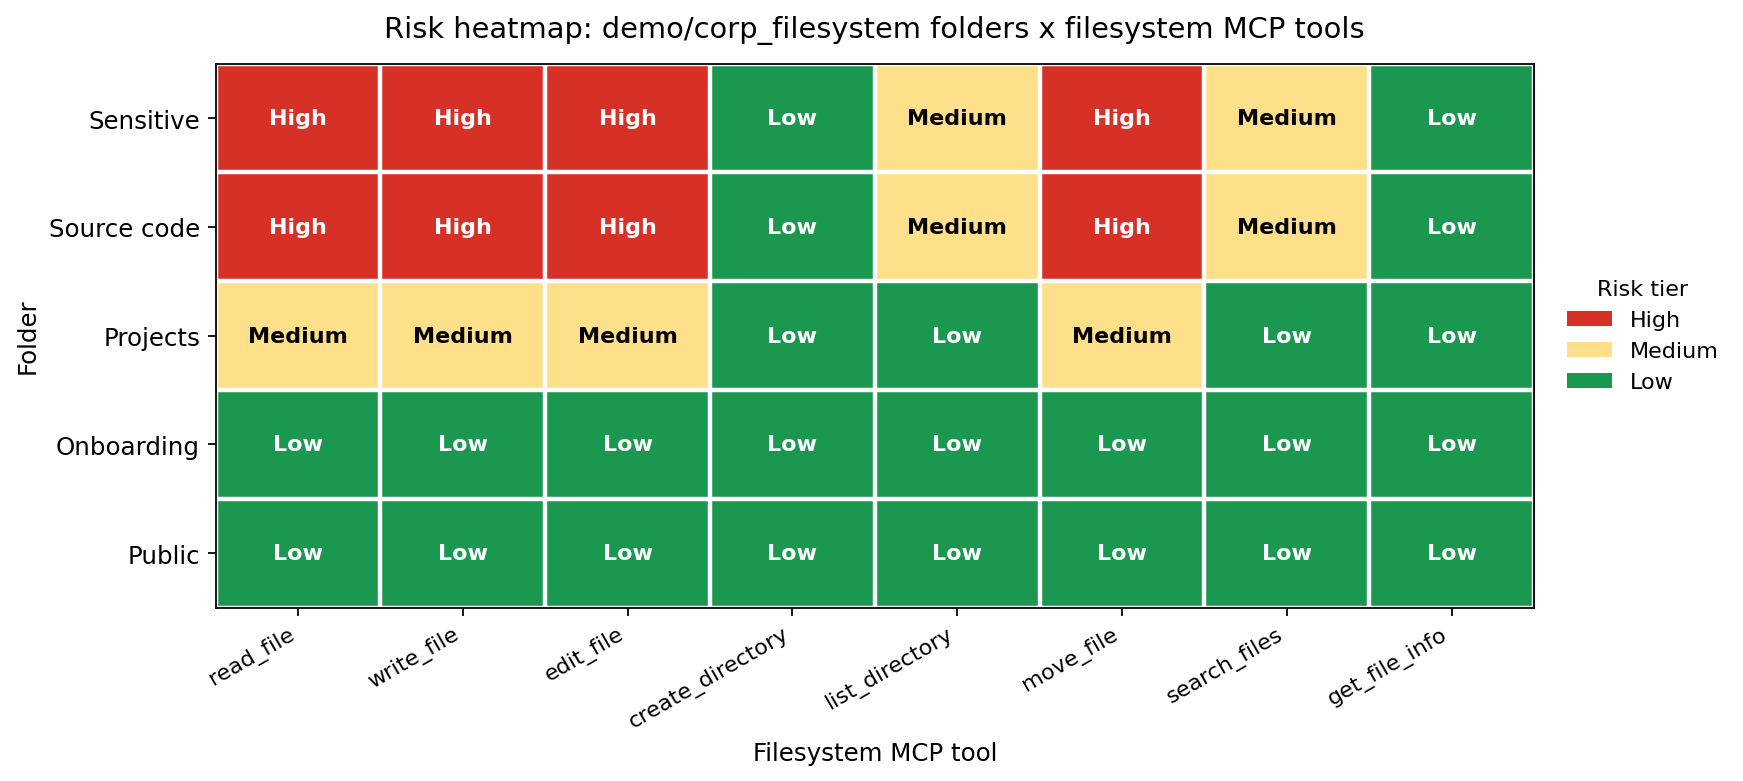 Risk heatmap: demo/corp_filesystem folders x filesystem MCP tools
Folder
Sensitive High High High Low Medium High Medium Low
Source code High High High Low Medium High Medium Low
Projects Medium Medium Medium Low Low Medium Low Low
Onboarding Low Low Low Low Low Low Low Low
Public Low Low Low Low Low Low Low Low
read_file write_file edit_file create_directory list_directory move_file search_files get_file_info
Filesystem MCP tool
Risk tier
High
Medium
Low